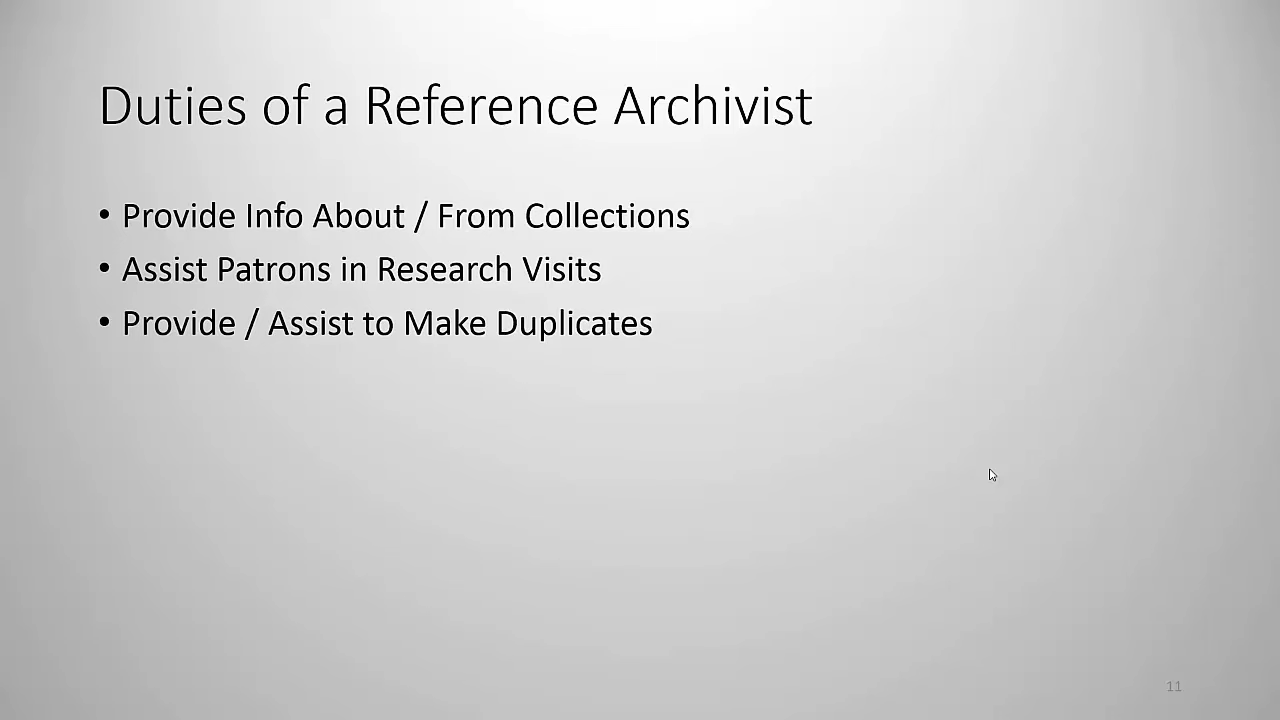 Duties of a Reference Archivist
• Provide Info About / From Collections
• Assist Patrons in Research Visits
• Provide / Assist to Make Duplicates
11